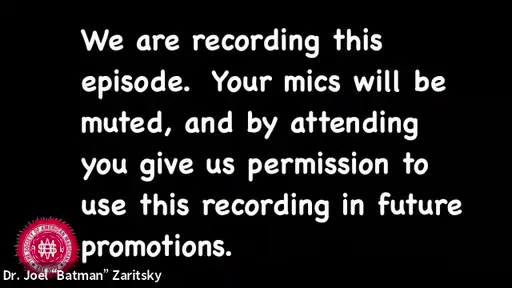 We are recording this
episode. Your mics will be
muted, and by attending
you give us permission to
use this recording in future
promotions.
Dr. Joel "Batman" Zaritsky